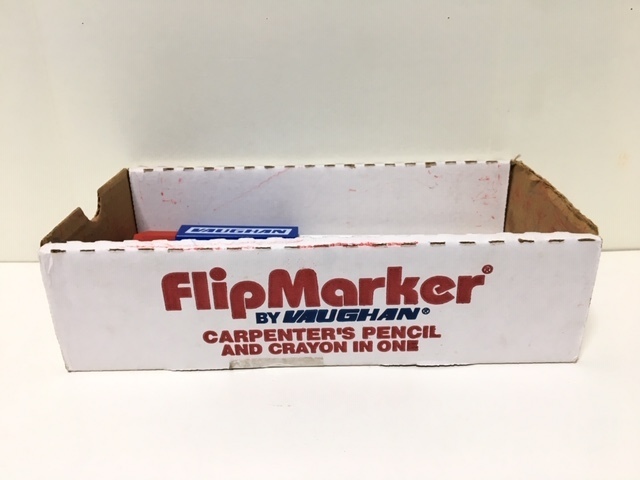 VAUGHAN
FlipMarker®
BY VAUGHAN®
CARPENTER'S PENCIL
AND CRAYON IN ONE